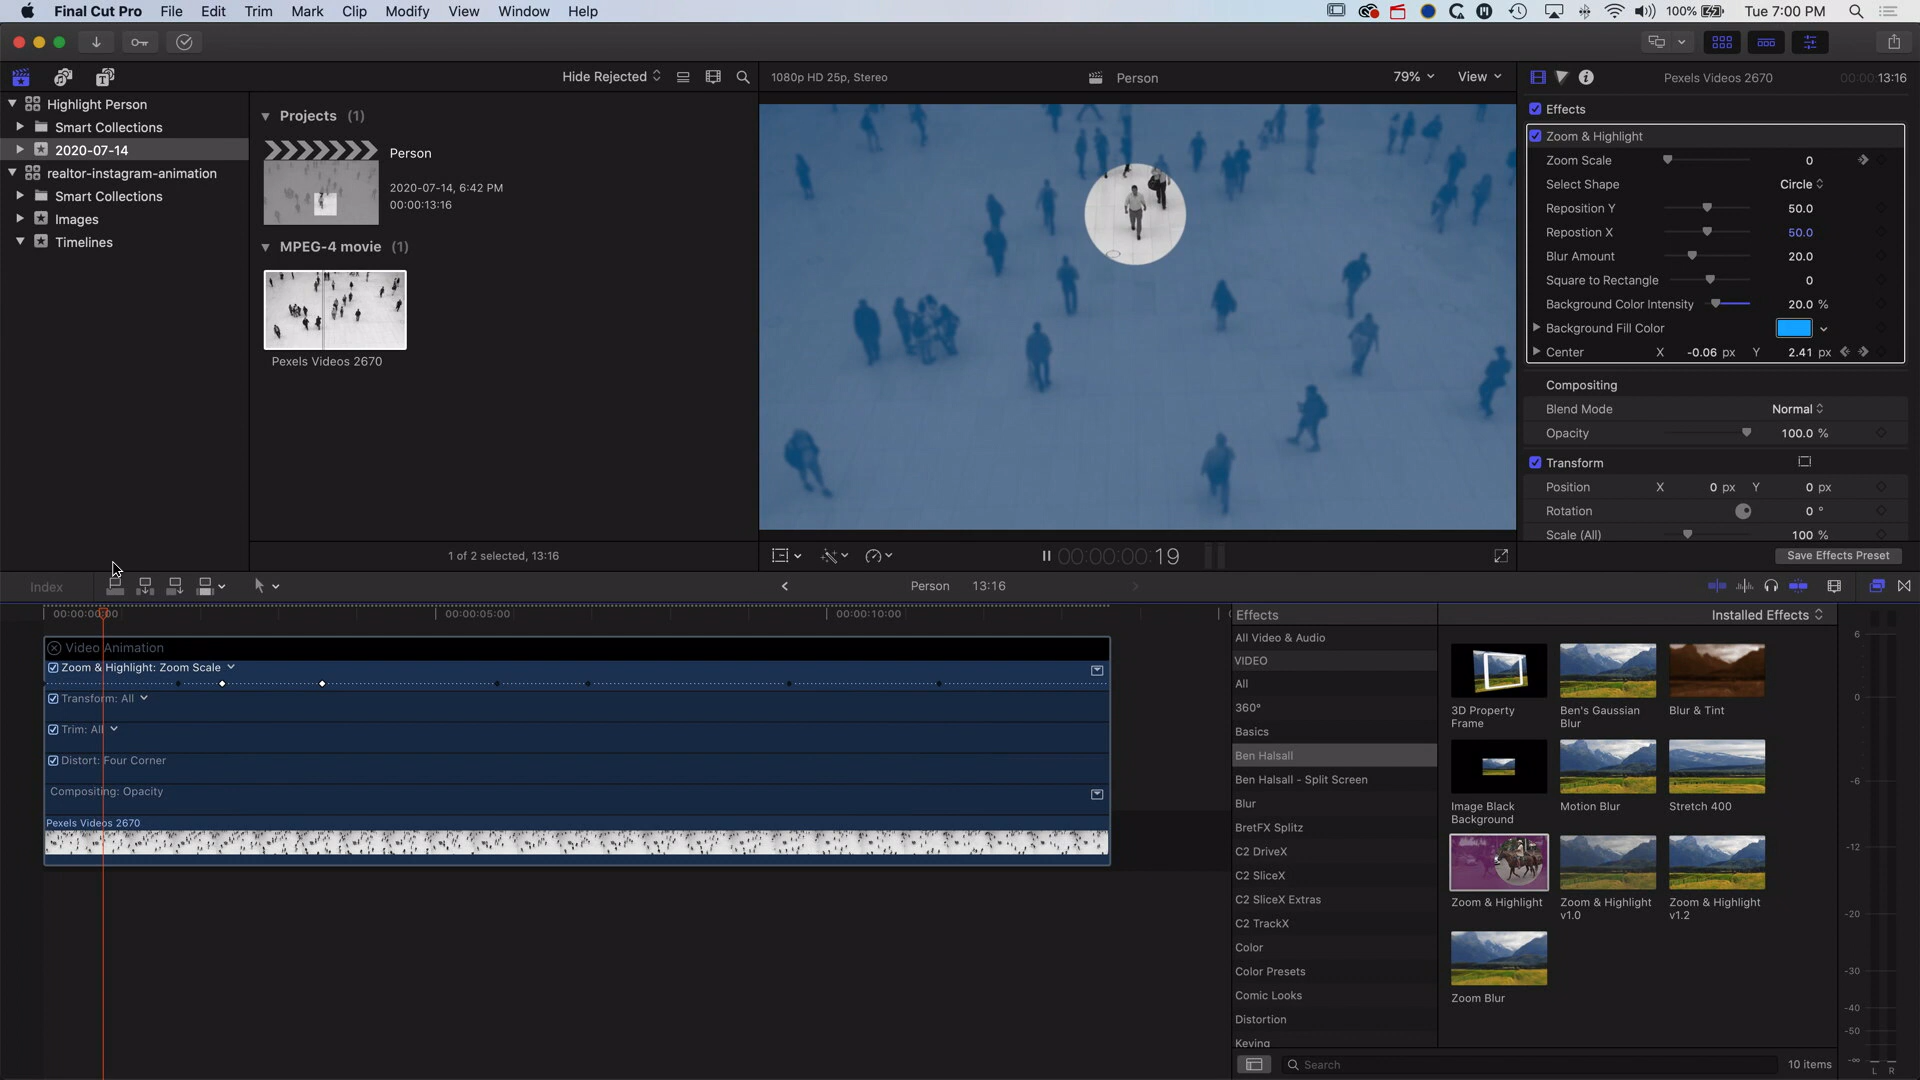 Final Cut Pro File Edit Trim Mark Clip Modify View Window Help 100% Tue 7:00 PM
Hide Rejected
1080p HD 25p, Stereo Person 79% View
Pexels Videos 2670 00:00:13:16
Highlight Person
Smart Collections
2020-07-14
realtor-instagram-animation
Smart Collections
Images
Timelines
Projects (1)
Person
2020-07-14, 6:42 PM
00:00:13:16
MPEG-4 movie (1)
Pexels Videos 2670
1 of 2 selected, 13:16
00:00:00:19
Effects
Zoom & Highlight
Zoom Scale 0
Select Shape Circle
Reposition Y 50.0
Repostion X 50.0
Blur Amount 20.0
Square to Rectangle 0
Background Color Intensity 20.0 %
Background Fill Color
Center X -0.06 px Y 2.41 px
Compositing
Blend Mode Normal
Opacity 100.0 %
Transform
Position X 0 px Y 0 px
Rotation 0 °
Scale (All) 100 %
Save Effects Preset
Index
Person 13:16
00:00:00:00 00:00:05:00 00:00:10:00
Video Animation
Zoom & Highlight: Zoom Scale
Transform: All
Trim: All
Distort: Four Corner
Compositing: Opacity
Pexels Videos 2670
Effects
Installed Effects
All Video & Audio
VIDEO
All
360°
Basics
Ben Halsall
Ben Halsall - Split Screen
Blur
BretFX Splitz
C2 DriveX
C2 SliceX
C2 SliceX Extras
C2 TrackX
Color
Color Presets
Comic Looks
Distortion
Keying
3D Property Frame
Ben's Gaussian Blur
Blur & Tint
Image Black Background
Motion Blur
Stretch 400
Zoom & Highlight
Zoom & Highlight v1.0
Zoom & Highlight v1.2
Zoom Blur
Search
10 items
6
0
-6
-12
-20
-30
-40
-50
-∞
L R